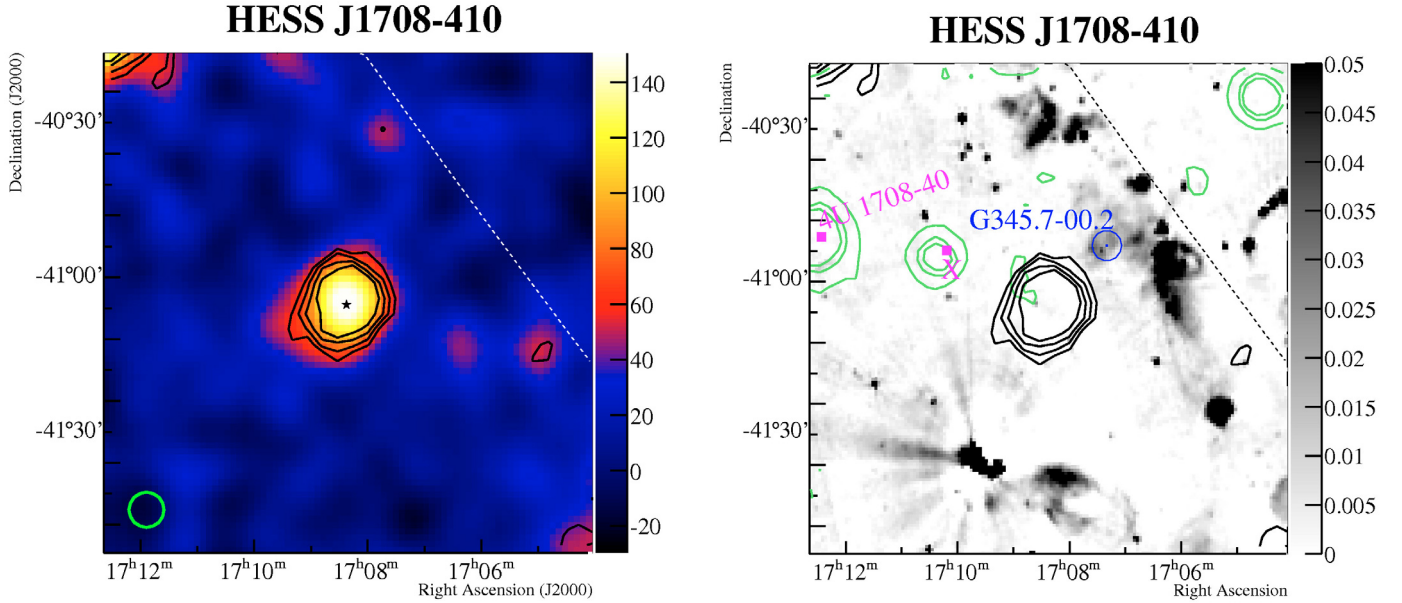 HESS J1708-410
Declination (J2000)
-40°30’
-41°00’
-41°30’
17ʰ12ᵐ
17ʰ10ᵐ
17ʰ08ᵐ
17ʰ06ᵐ
Right Ascension (J2000)
140
120
100
80
60
40
20
0
-20
HESS J1708-410
Declination
-40°30’
-41°00’
-41°30’
4U 1708-40
X
G345.7-00.2
17ʰ12ᵐ
17ʰ10ᵐ
17ʰ08ᵐ
17ʰ06ᵐ
Right Ascension
0.05
0.045
0.04
0.035
0.03
0.025
0.02
0.015
0.01
0.005
0